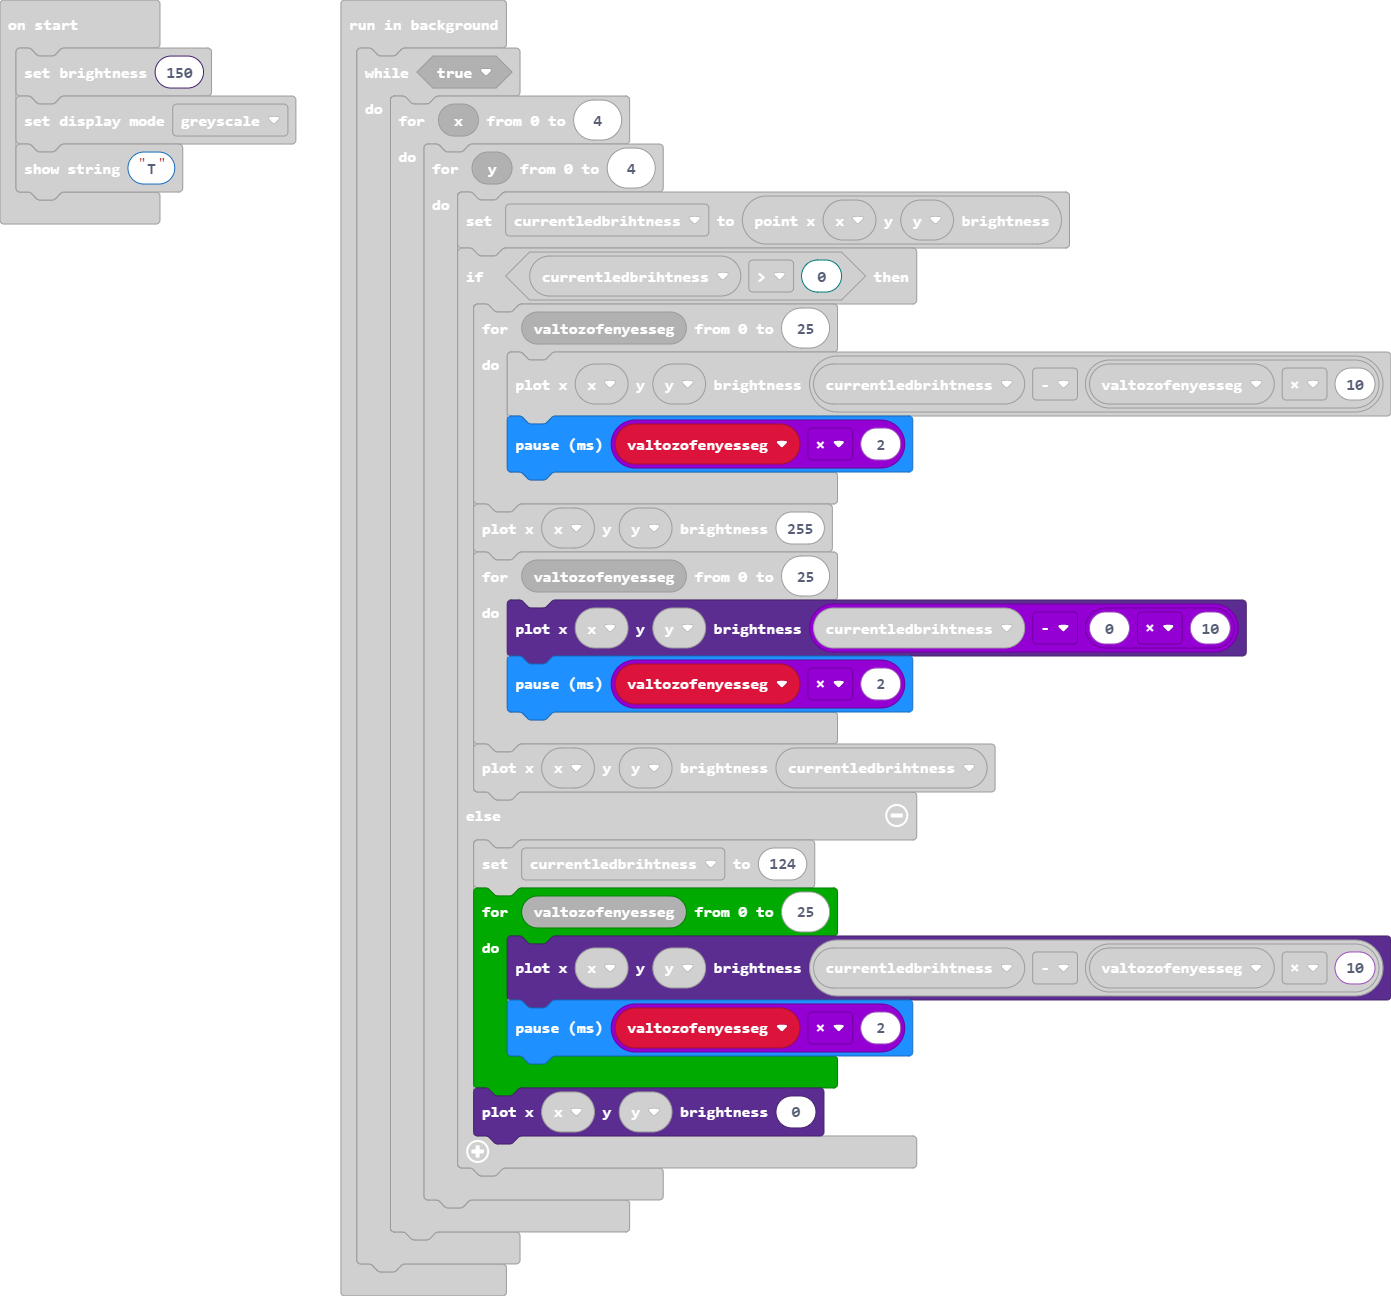 on start
set brightness 150
set display mode greyscale
show string "T"
run in background
while true
do
for x from 0 to 4
do
for y from 0 to 4
do
set currentledbrihtness to point x x y y brightness
if currentledbrihtness > 0 then
for valtozofenyesseg from 0 to 25
do
plot x x y y brightness currentledbrihtness - valtozofenyesseg × 10
pause (ms) valtozofenyesseg × 2
plot x x y y brightness 255
for valtozofenyesseg from 0 to 25
do
plot x x y y brightness currentledbrihtness - 0 × 10
pause (ms) valtozofenyesseg × 2
plot x x y y brightness currentledbrihtness
else
set currentledbrihtness to 124
for valtozofenyesseg from 0 to 25
do
plot x x y y brightness currentledbrihtness - valtozofenyesseg × 10
pause (ms) valtozofenyesseg × 2
plot x x y y brightness 0